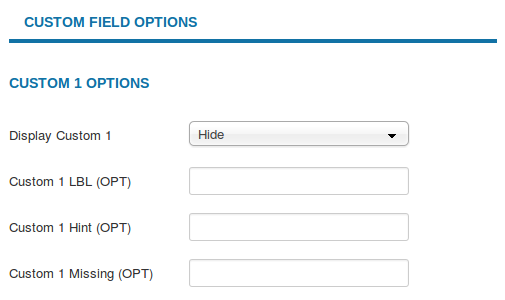 CUSTOM FIELD OPTIONS
CUSTOM 1 OPTIONS
Display Custom 1 Hide
Custom 1 LBL (OPT)
Custom 1 Hint (OPT)
Custom 1 Missing (OPT)